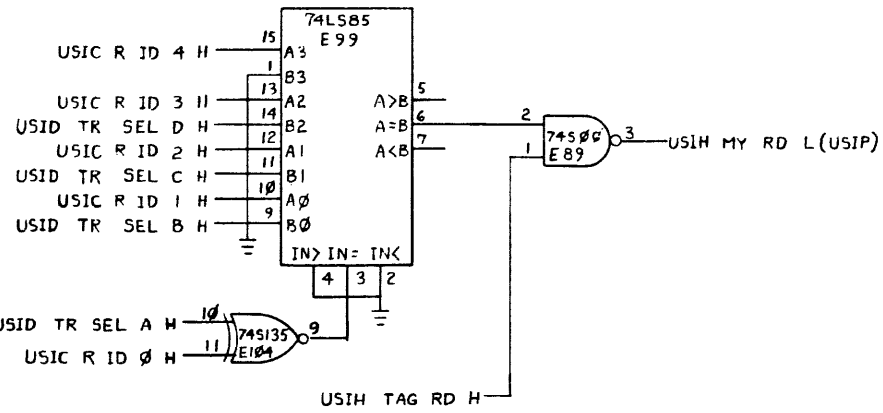 74LS85
E99
USIC R ID 4 H 15 A3
1 B3
USIC R ID 3 H 13 A2 A>B 5
USID TR SEL D H 14 B2 A=B 6
USIC R ID 2 H 12 A1 A<B 7
USID TR SEL C H 11 B1
USIC R ID 1 H 10 A0
USID TR SEL B H 9 B0
2 74S00 3 USIH MY RD L(USIP)
1 E89
IN> IN= IN<
4 3 2
USID TR SEL A H 10 74S135 9
USIC R ID Ø H 11 E104
USIH TAG RD H